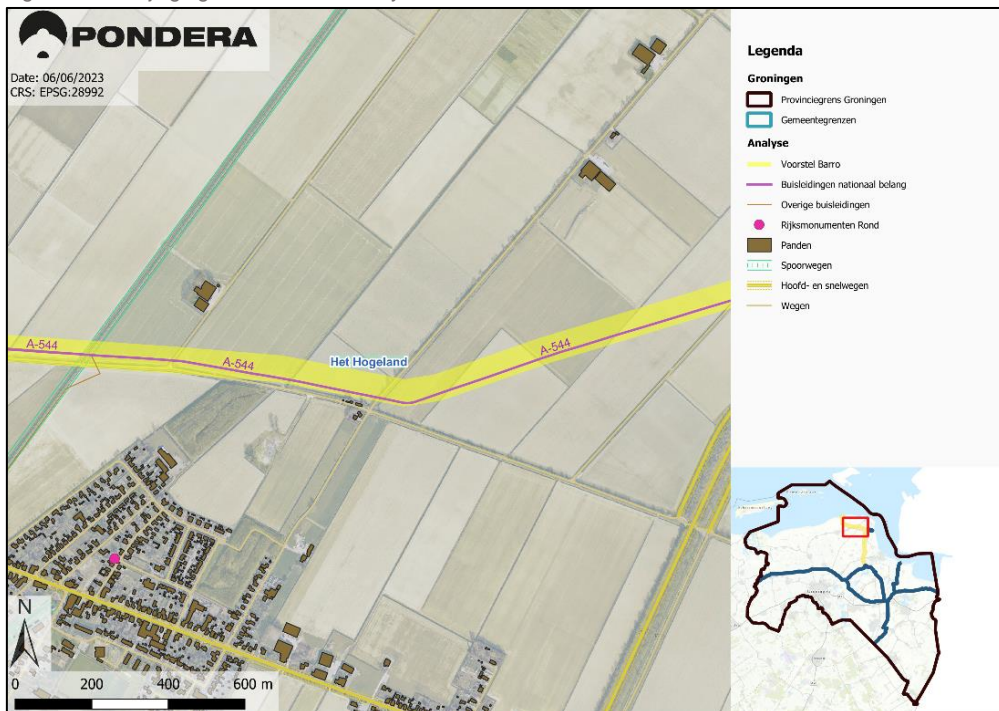 PONDERA
Date: 06/06/2023
CRS: EPSG:28992
A-544
A-544
A-544
Het Hogeland
N
0 200 400 600 m
Legenda
Groningen
Provinciegrens Groningen
Gemeentegrenzen
Analyse
Voorstel Barro
Buisleidingen nationaal belang
Overige buisleidingen
Rijksmonumenten Rond
Panden
Spoorwegen
Hoofd- en snelwegen
Wegen